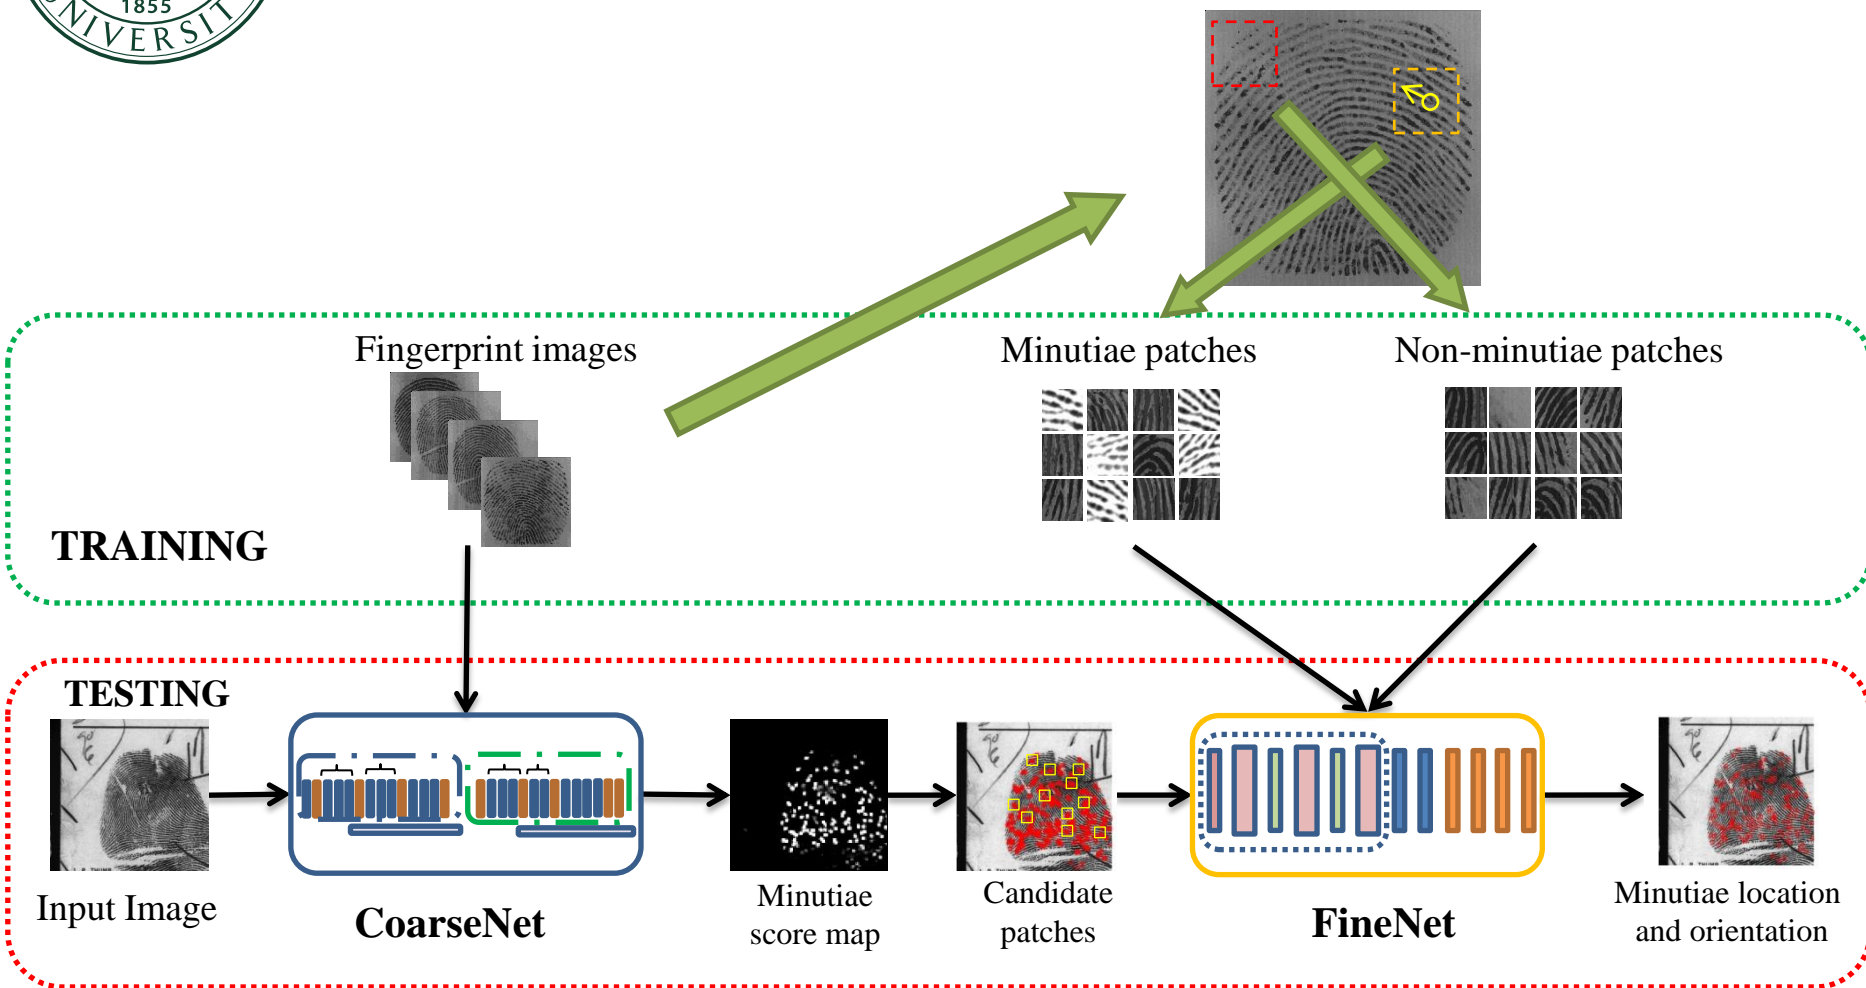 1855
UNIVERSIT
Fingerprint images
Minutiae patches
Non-minutiae patches
TRAINING
TESTING
Input Image
CoarseNet
Minutiae
score map
Candidate
patches
FineNet
Minutiae location
and orientation